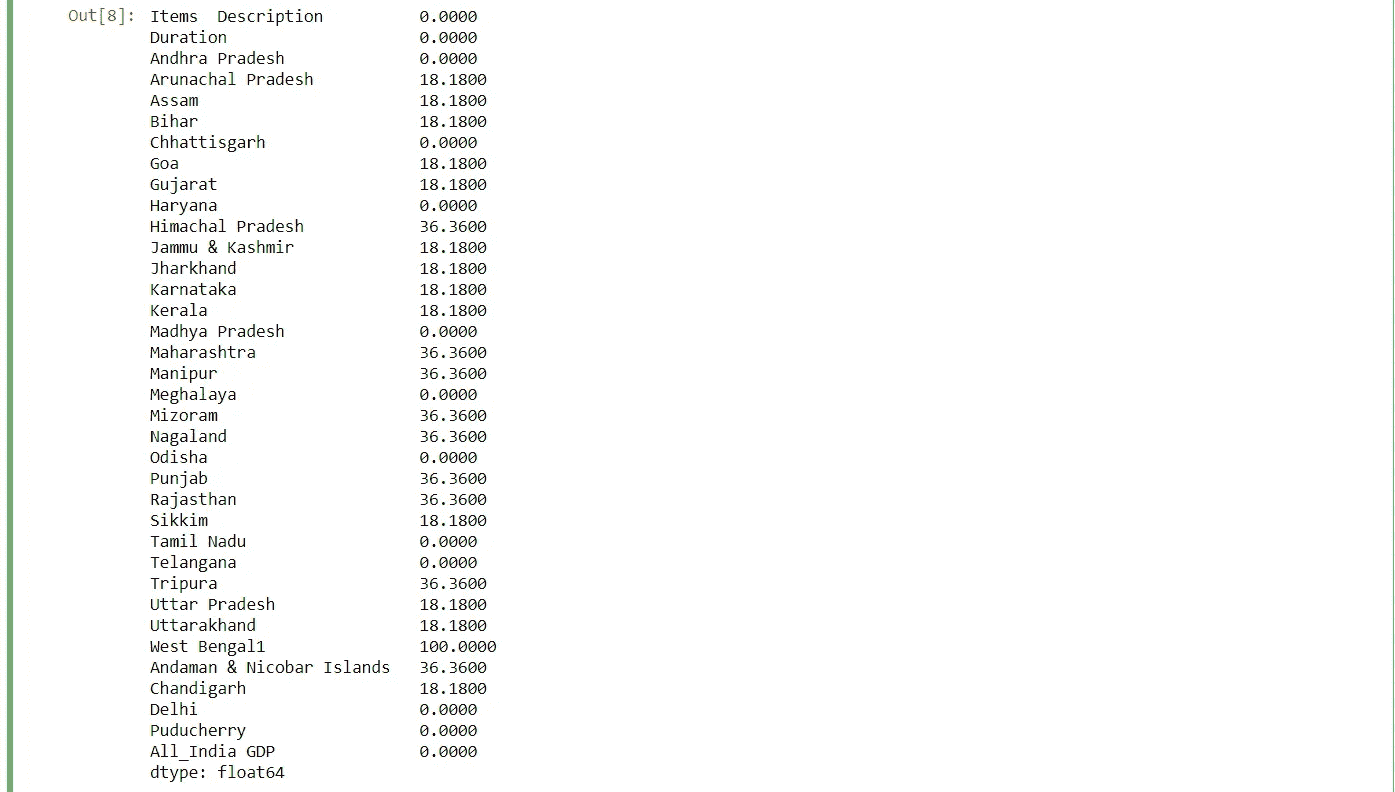 Out[8]: Items  Description          0.0000
Duration                    0.0000
Andhra Pradesh              0.0000
Arunachal Pradesh           18.1800
Assam                       18.1800
Bihar                       18.1800
Chhattisgarh                0.0000
Goa                         18.1800
Gujarat                     18.1800
Haryana                     0.0000
Himachal Pradesh            36.3600
Jammu & Kashmir             18.1800
Jharkhand                   18.1800
Karnataka                   18.1800
Kerala                      18.1800
Madhya Pradesh              0.0000
Maharashtra                 36.3600
Manipur                     36.3600
Meghalaya                   0.0000
Mizoram                     36.3600
Nagaland                    36.3600
Odisha                      0.0000
Punjab                      36.3600
Rajasthan                   36.3600
Sikkim                      18.1800
Tamil Nadu                  0.0000
Telangana                   0.0000
Tripura                     36.3600
Uttar Pradesh               18.1800
Uttarakhand                 18.1800
West Bengal1                100.0000
Andaman & Nicobar Islands   36.3600
Chandigarh                  18.1800
Delhi                       0.0000
Puducherry                  0.0000
All_India GDP               0.0000
dtype: float64